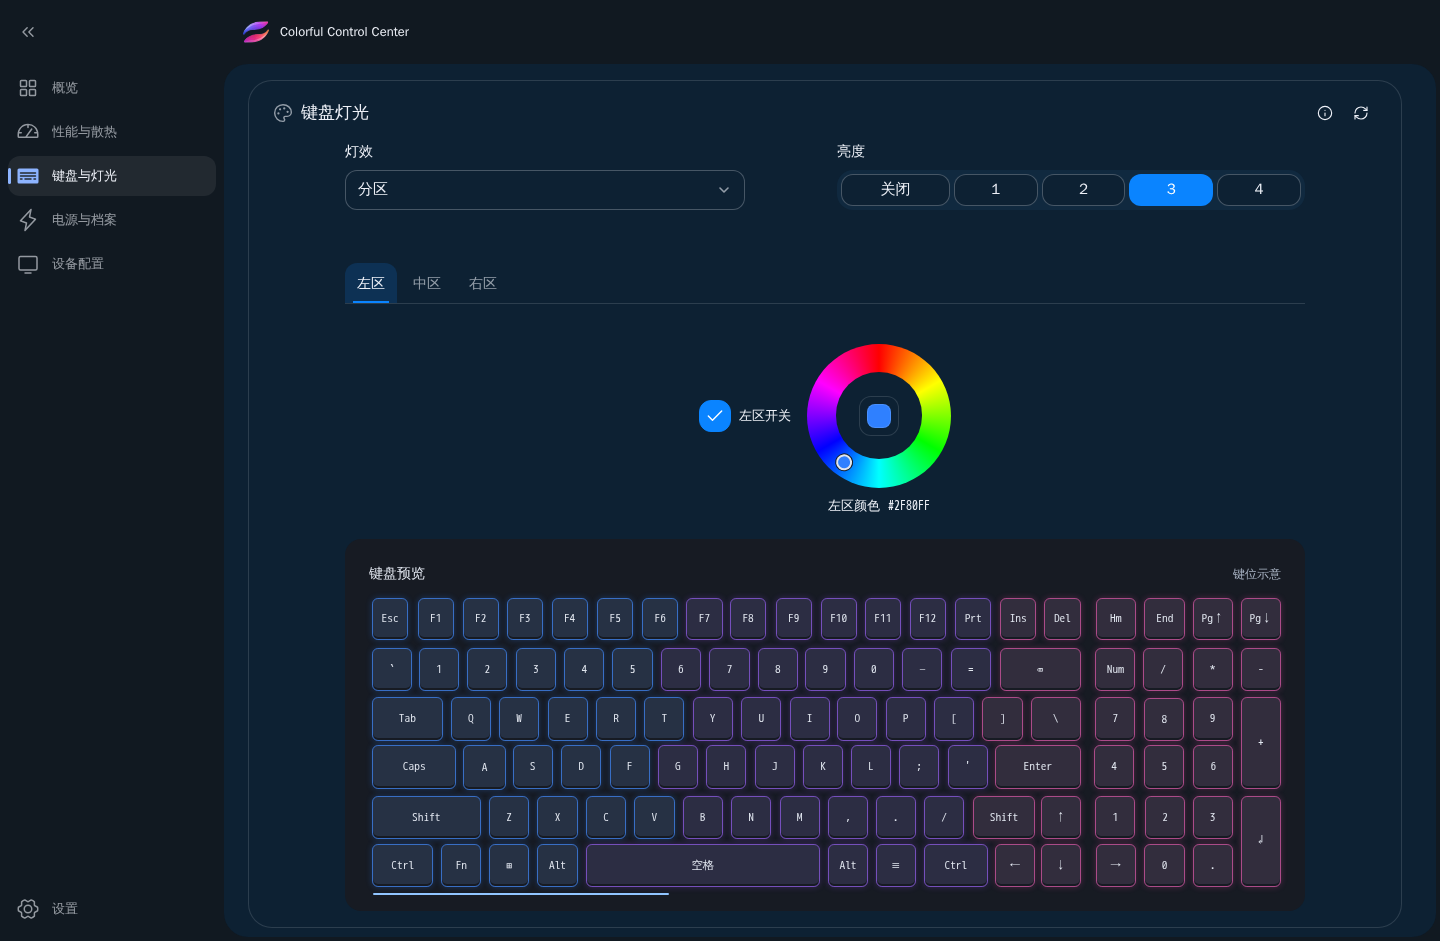 Colorful Control Center
概览
性能与散热
键盘与灯光
电源与档案
设备配置
设置
键盘灯光
灯效
亮度
分区
关闭 1 2 3 4
左区 中区 右区
左区开关
左区颜色 #2F80FF
键盘预览
键位示意
Esc F1 F2 F3 F4 F5 F6 F7 F8 F9 F10 F11 F12 Prt Ins Del Hm End Pg↑ Pg↓
` 1 2 3 4 5 6 7 8 9 0 — = ⌫ Num / * -
Tab Q W E R T Y U I O P [ ] \ 7 8 9 +
Caps A S D F G H J K L ; ' Enter 4 5 6
Shift Z X C V B N M , . / Shift ↑ 1 2 3 ↲
Ctrl Fn ⊞ Alt 空格 Alt ≡ Ctrl ← ↓ → 0 .